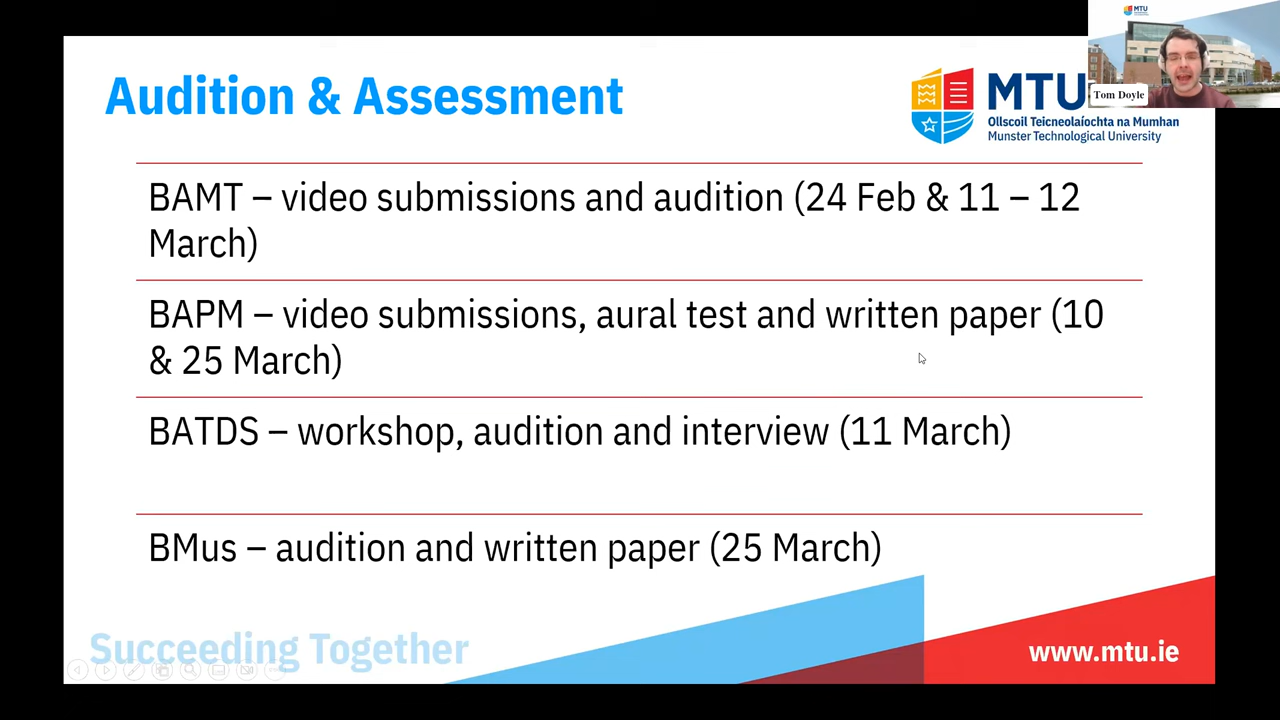 MTU
Tom Doyle
Audition & Assessment
MTU
Ollscoil Teicneolaíochta na Mumhan
Munster Technological University
BAMT – video submissions and audition (24 Feb & 11 – 12
March)
BAPM – video submissions, aural test and written paper (10
& 25 March)
BATDS – workshop, audition and interview (11 March)
BMus – audition and written paper (25 March)
Succeeding Together
www.mtu.ie